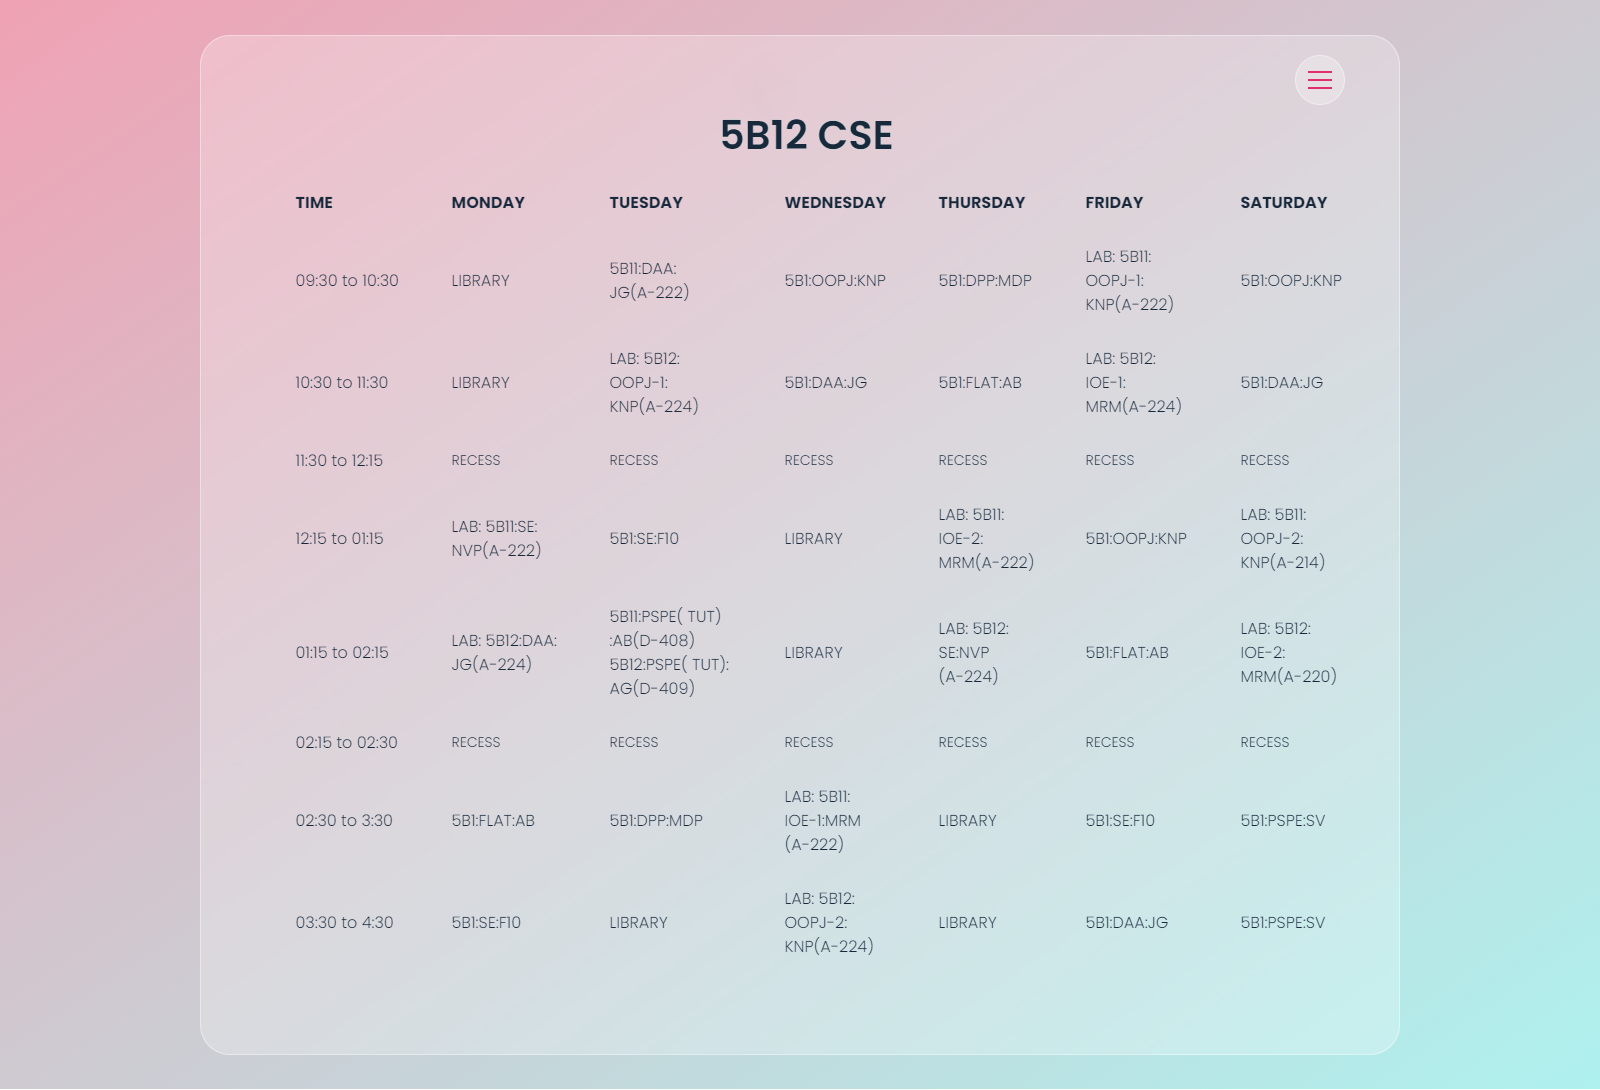 5B12 CSE
TIME MONDAY TUESDAY WEDNESDAY THURSDAY FRIDAY SATURDAY
09:30 to 10:30
LIBRARY
5B11:DAA:
JG(A-222)
5B1:OOPJ:KNP
5B1:DPP:MDP
LAB: 5B11:
OOPJ-1:
KNP(A-222)
5B1:OOPJ:KNP
10:30 to 11:30
LIBRARY
LAB: 5B12:
OOPJ-1:
KNP(A-224)
5B1:DAA:JG
5B1:FLAT:AB
LAB: 5B12:
IOE-1:
MRM(A-224)
5B1:DAA:JG
11:30 to 12:15
RECESS
RECESS
RECESS
RECESS
RECESS
RECESS
12:15 to 01:15
LAB: 5B11:SE:
NVP(A-222)
5B1:SE:F10
LIBRARY
LAB: 5B11:
IOE-2:
MRM(A-222)
5B1:OOPJ:KNP
LAB: 5B11:
OOPJ-2:
KNP(A-214)
01:15 to 02:15
LAB: 5B12:DAA:
JG(A-224)
5B11:PSPE( TUT)
:AB(D-408)
5B12:PSPE( TUT):
AG(D-409)
LIBRARY
LAB: 5B12:
SE:NVP
(A-224)
5B1:FLAT:AB
LAB: 5B12:
IOE-2:
MRM(A-220)
02:15 to 02:30
RECESS
RECESS
RECESS
RECESS
RECESS
RECESS
02:30 to 3:30
5B1:FLAT:AB
5B1:DPP:MDP
LAB: 5B11:
IOE-1:MRM
(A-222)
LIBRARY
5B1:SE:F10
5B1:PSPE:SV
03:30 to 4:30
5B1:SE:F10
LIBRARY
LAB: 5B12:
OOPJ-2:
KNP(A-224)
LIBRARY
5B1:DAA:JG
5B1:PSPE:SV